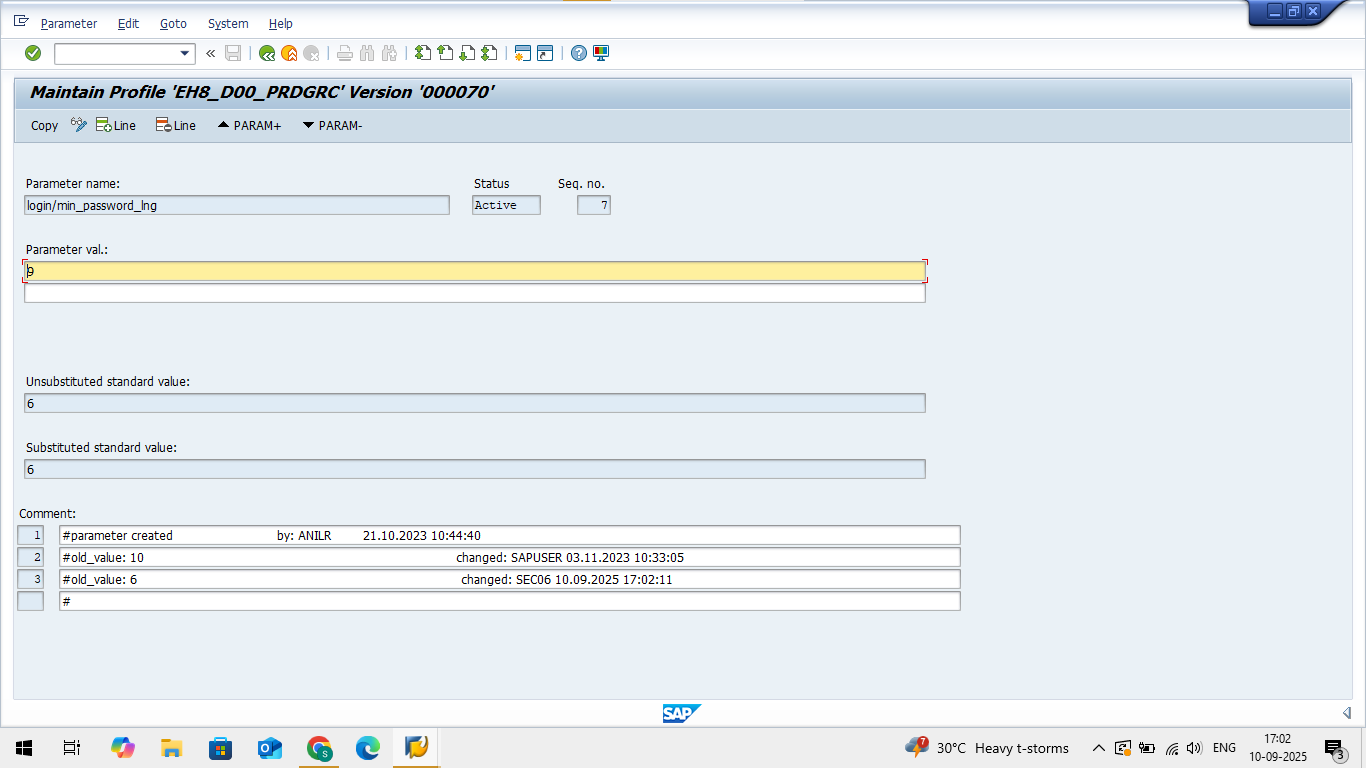 Parameter Edit Goto System Help
Maintain Profile 'EH8_D00_PRDGRC' Version '000070'
Copy Line Line PARAM+ PARAM-
Parameter name: Status Seq. no.
login/min_password_lng Active 7
Parameter val.:
9
Unsubstituted standard value:
6
Substituted standard value:
6
Comment:
1 #parameter created by: ANILR 21.10.2023 10:44:40
2 #old_value: 10 changed: SAPUSER 03.11.2023 10:33:05
3 #old_value: 6 changed: SEC06 10.09.2025 17:02:11
#
SAP
7 30°C Heavy t-storms ENG 17:02
10-09-2025 3